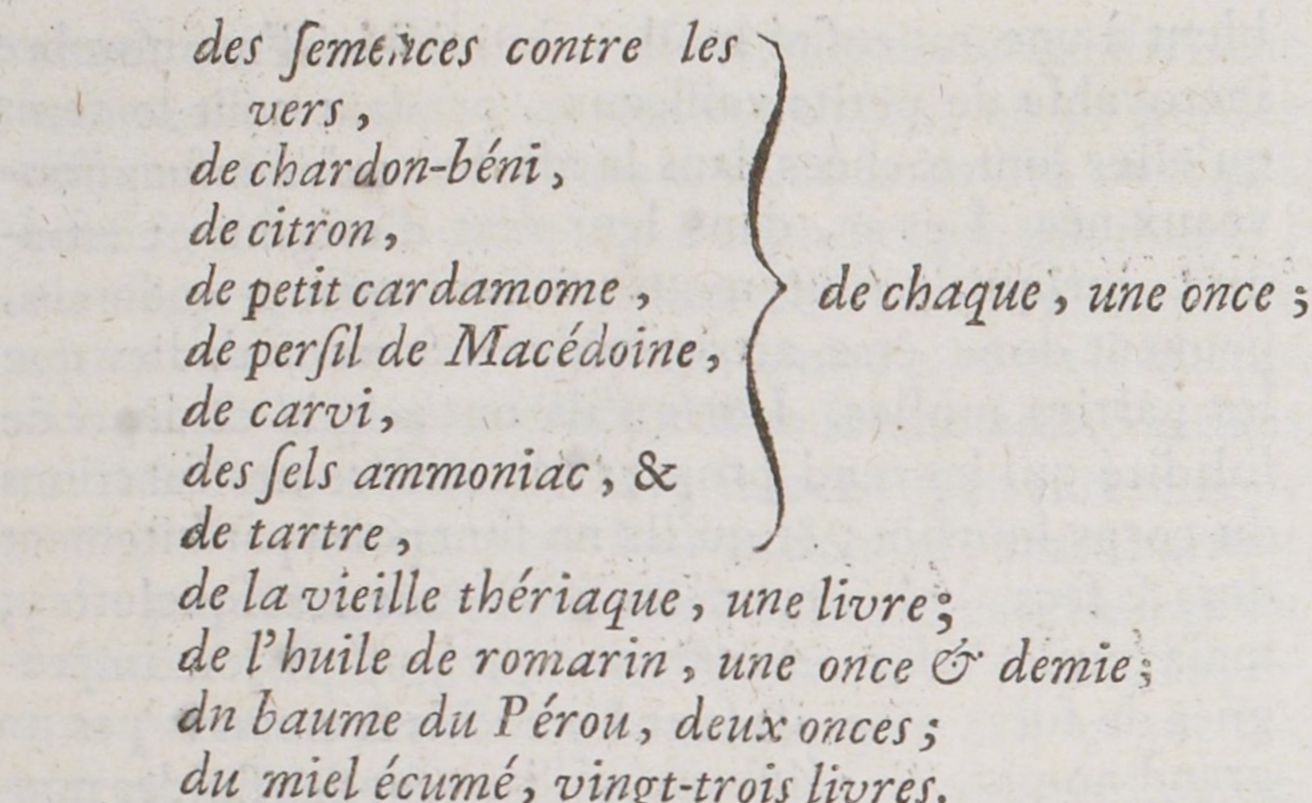 des ſemences contre les
vers,
de chardon-béni,
de citron,
de petit cardamome,
de chaque, une once;
de perſil de Macédoine,
de carvi,
des ſels ammoniac, &
de tartre,
de la vieille thériaque, une livre;
de l'huile de romarin, une once & demie;
dn baume du Pérou, deux onces;
du miel écumé, vingt-trois livres.